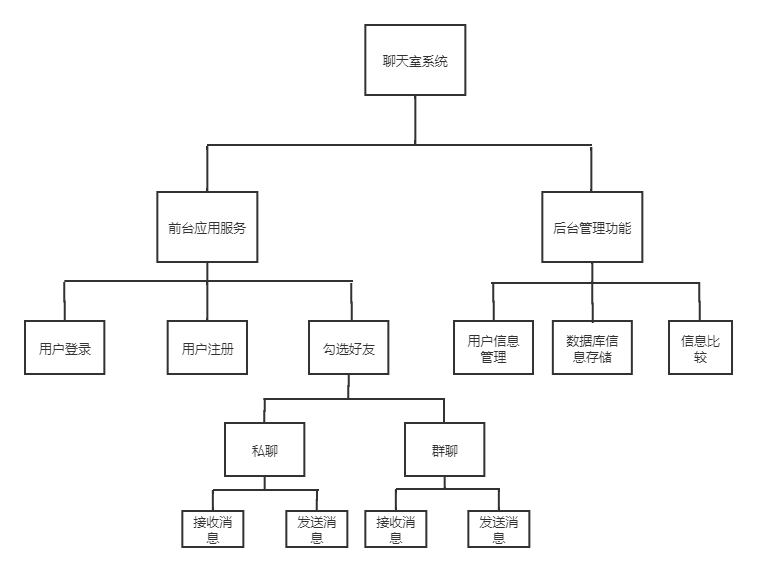 聊天室系统
前台应用服务
后台管理功能
用户登录
用户注册
勾选好友
用户信息
管理
数据库信
息存储
信息比
较
私聊
群聊
接收消
息
发送消
息
接收消
息
发送消
息